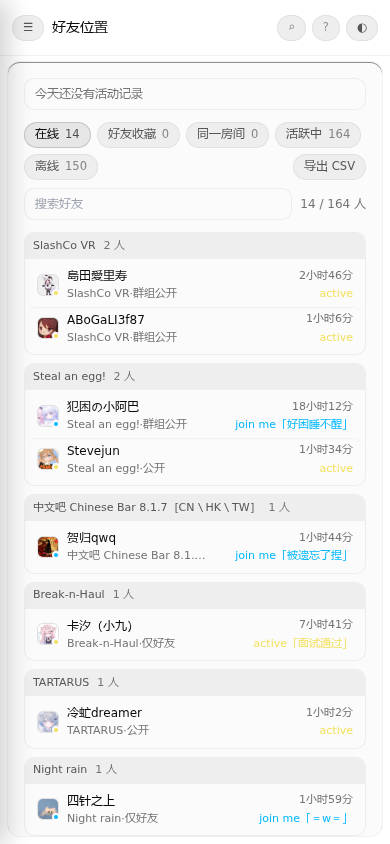 ☰ 好友位置 ⌕ ? ◐
今天还没有活动记录
在线 14 好友收藏 0 同一房间 0 活跃中 164
离线 150 导出 CSV
搜索好友 14 / 164 人
SlashCo VR 2 人
島田愛里寿 2小时46分
SlashCo VR·群组公开 active
ABoGaLI3f87 1小时6分
SlashCo VR·群组公开 active
Steal an egg! 2 人
犯困の小阿巴 18小时12分
Steal an egg!·群组公开 join me「好困睡不醒」
Stevejun 1小时34分
Steal an egg!·公开 active
中文吧 Chinese Bar 8.1.7 [CN \ HK \ TW] 1 人
贺归qwq 1小时44分
中文吧 Chinese Bar 8.1.… join me「被遗忘了捏」
Break-n-Haul 1 人
卡汐（小九） 7小时41分
Break-n-Haul·仅好友 active「面试通过」
TARTARUS 1 人
冷虻dreamer 1小时2分
TARTARUS·公开 active
Night rain 1 人
四针之上 1小时59分
Night rain·仅好友 join me「＝w＝」